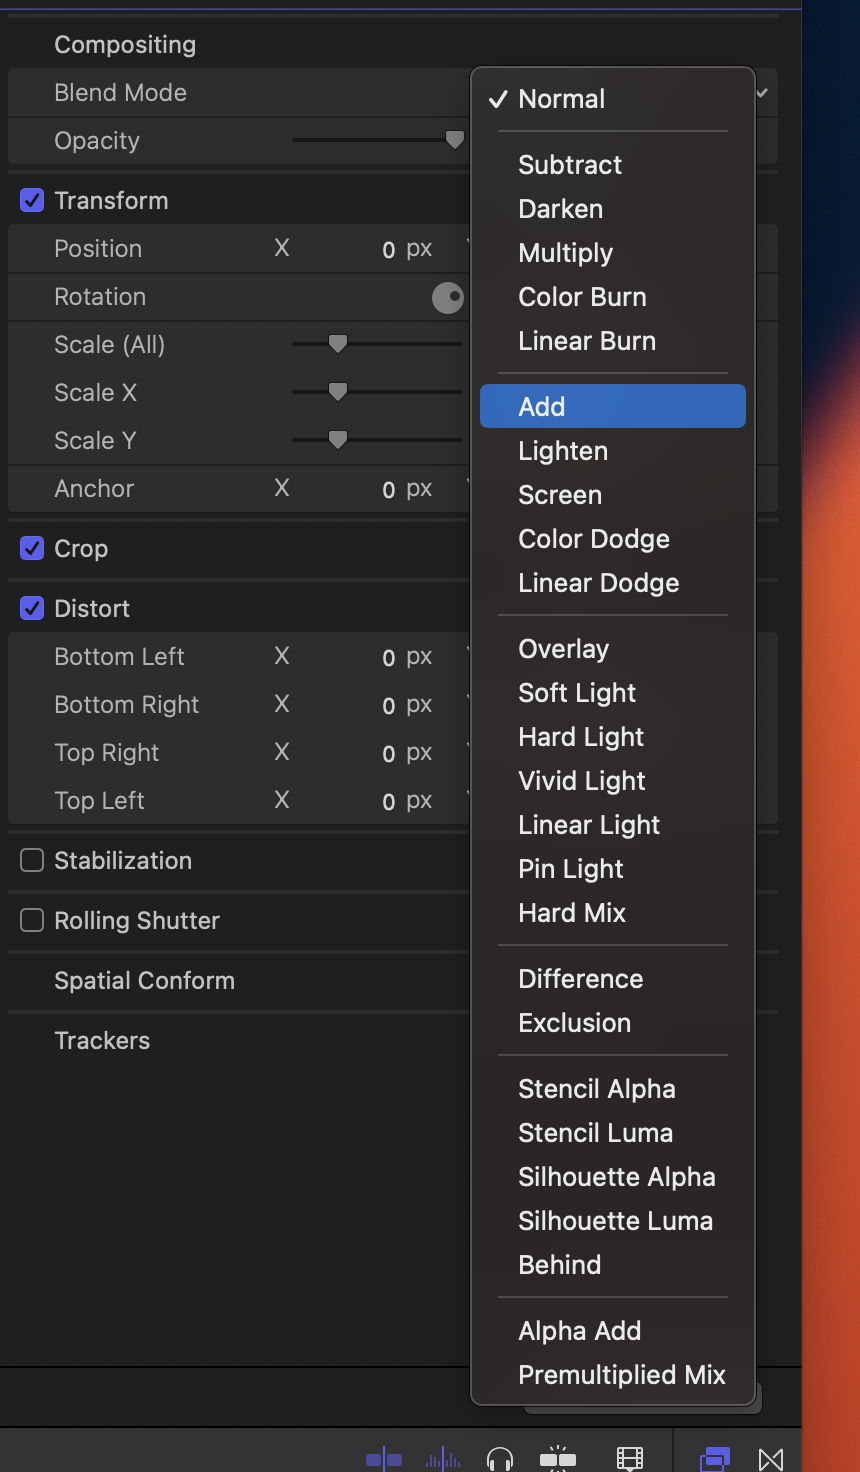 Compositing
Blend Mode
Opacity
Transform
Position X 0 px
Rotation
Scale (All)
Scale X
Scale Y
Anchor X 0 px
Crop
Distort
Bottom Left X 0 px
Bottom Right X 0 px
Top Right X 0 px
Top Left X 0 px
Stabilization
Rolling Shutter
Spatial Conform
Trackers
Normal
Subtract
Darken
Multiply
Color Burn
Linear Burn
Add
Lighten
Screen
Color Dodge
Linear Dodge
Overlay
Soft Light
Hard Light
Vivid Light
Linear Light
Pin Light
Hard Mix
Difference
Exclusion
Stencil Alpha
Stencil Luma
Silhouette Alpha
Silhouette Luma
Behind
Alpha Add
Premultiplied Mix